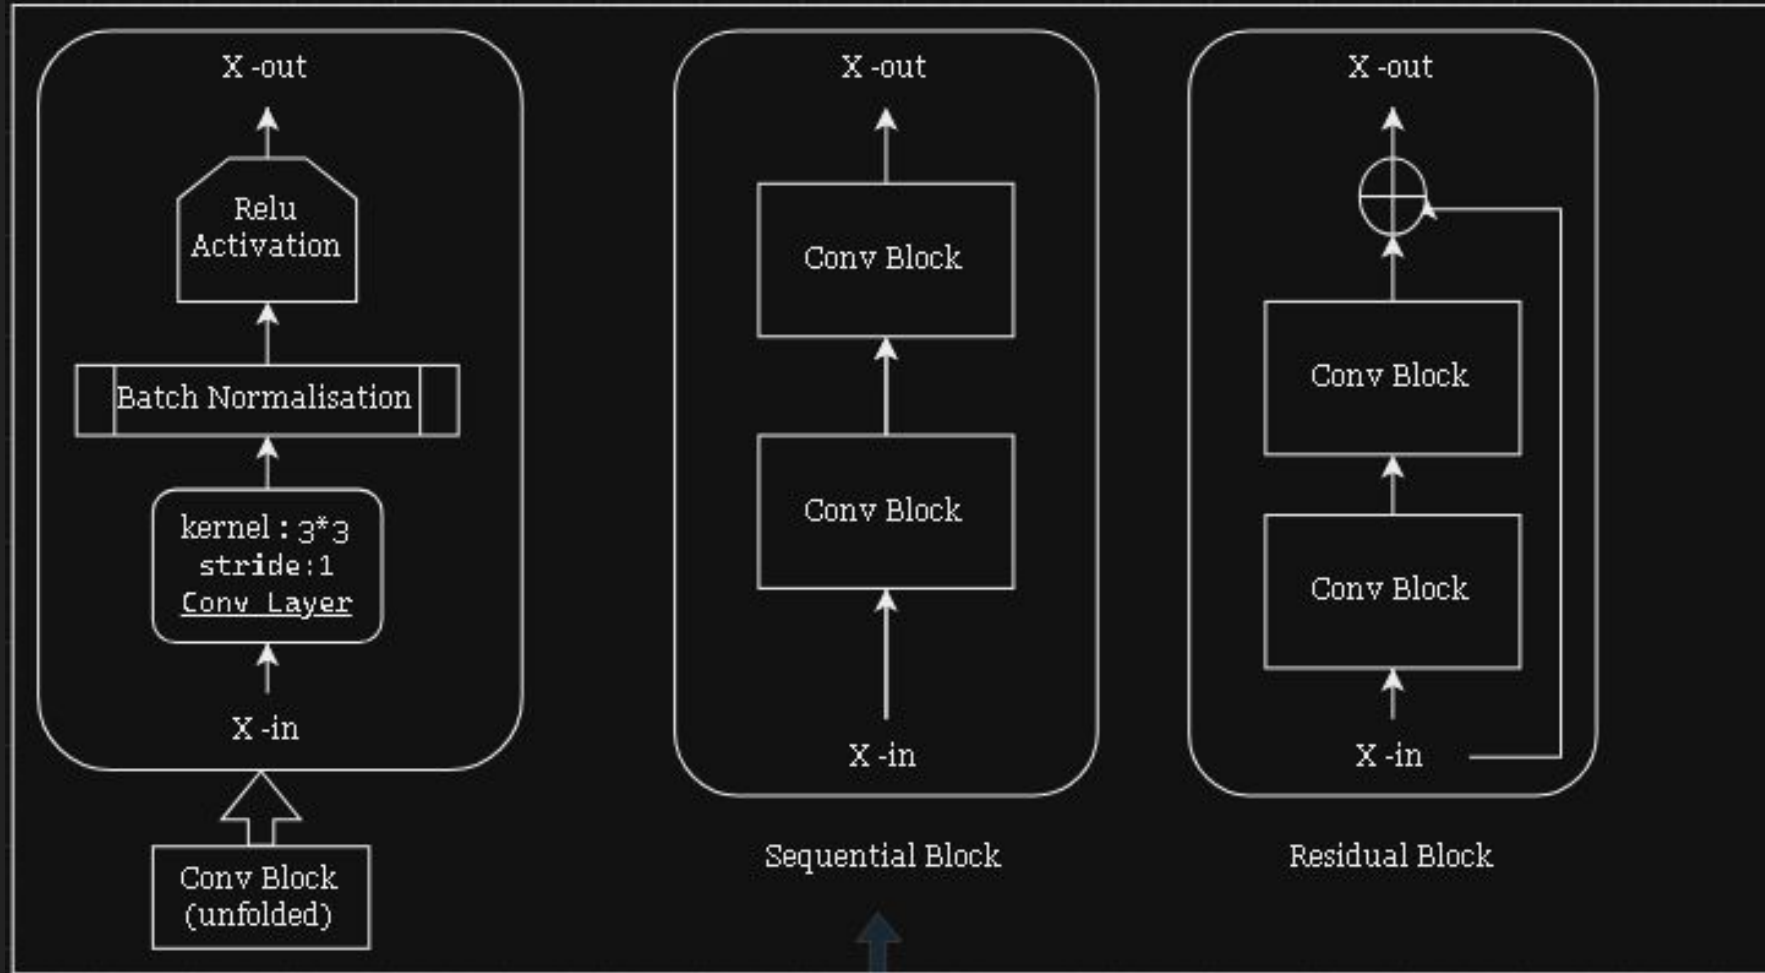 X -out
Relu
Activation
Batch Normalisation
kernel : 3*3
stride:1
Conv Layer
X -in
Conv Block
(unfolded)
X -out
Conv Block
Conv Block
X -in
Sequential Block
X -out
Conv Block
Conv Block
X -in
Residual Block